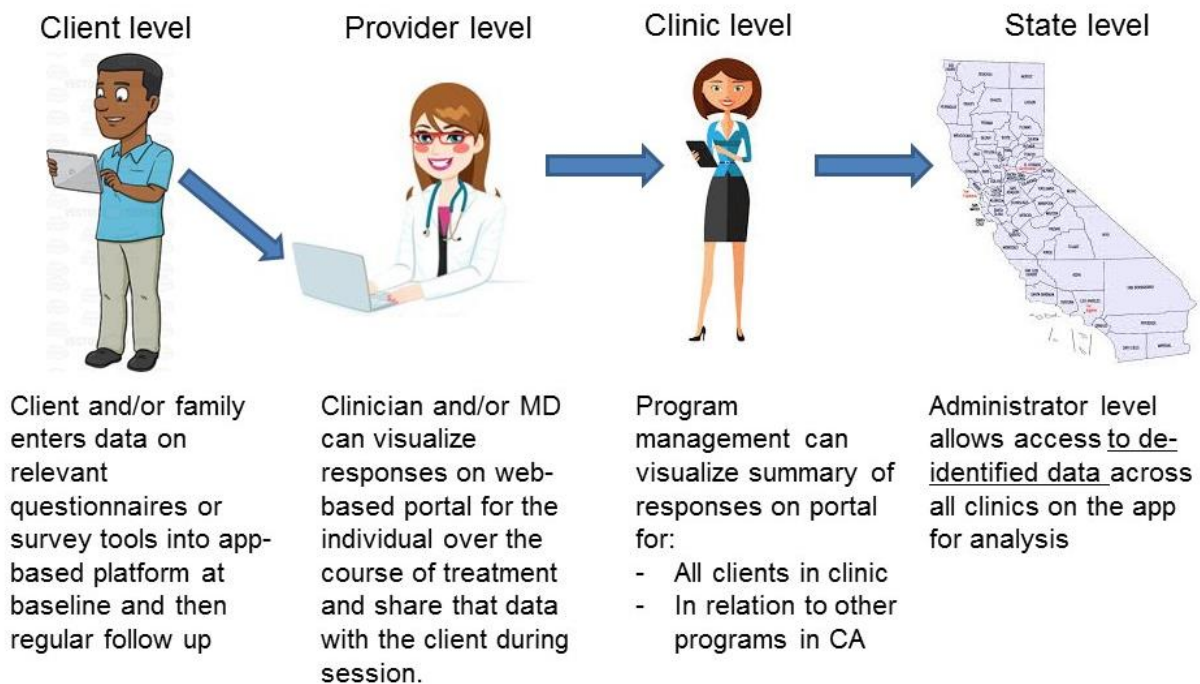 Client level
Provider level
Clinic level
State level
Client and/or family
enters data on
relevant
questionnaires or
survey tools into app-
based platform at
baseline and then
regular follow up
Clinician and/or MD
can visualize
responses on web-
based portal for the
individual over the
course of treatment
and share that data
with the client during
session.
Program
management can
visualize summary of
responses on portal
for:
- All clients in clinic
- In relation to other
programs in CA
Administrator level
allows access to de-
identified data across
all clinics on the app
for analysis